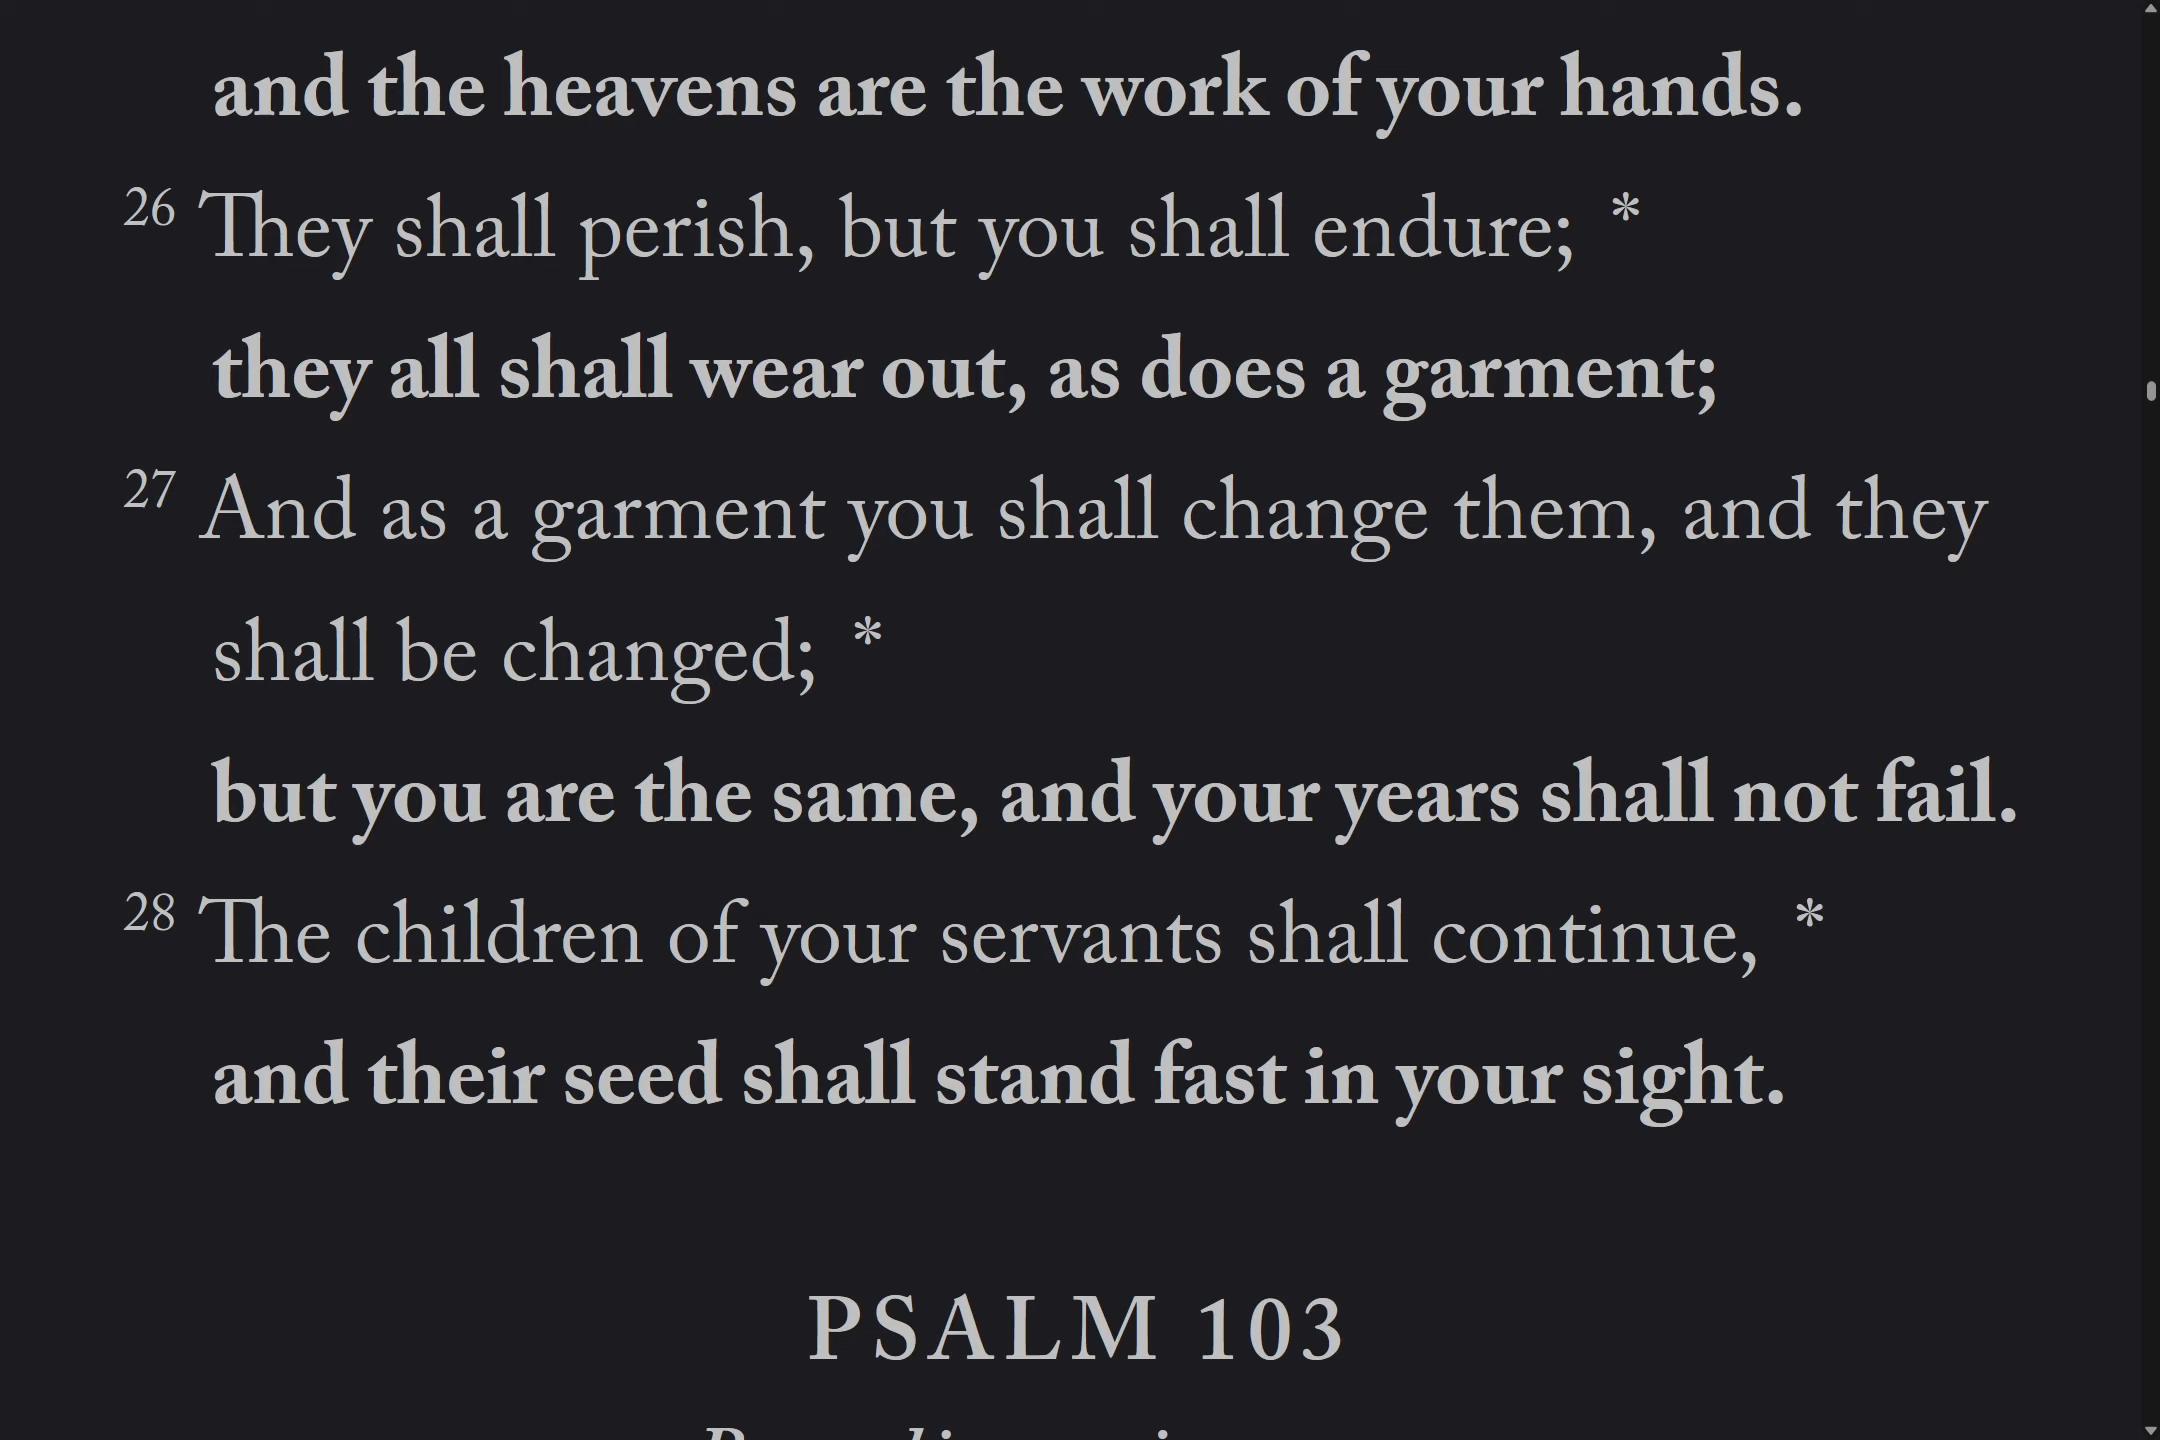 and the heavens are the work of your hands.
26 They shall perish, but you shall endure; *
they all shall wear out, as does a garment;
27 And as a garment you shall change them, and they
shall be changed; *
but you are the same, and your years shall not fail.
28 The children of your servants shall continue, *
and their seed shall stand fast in your sight.
PSALM 103